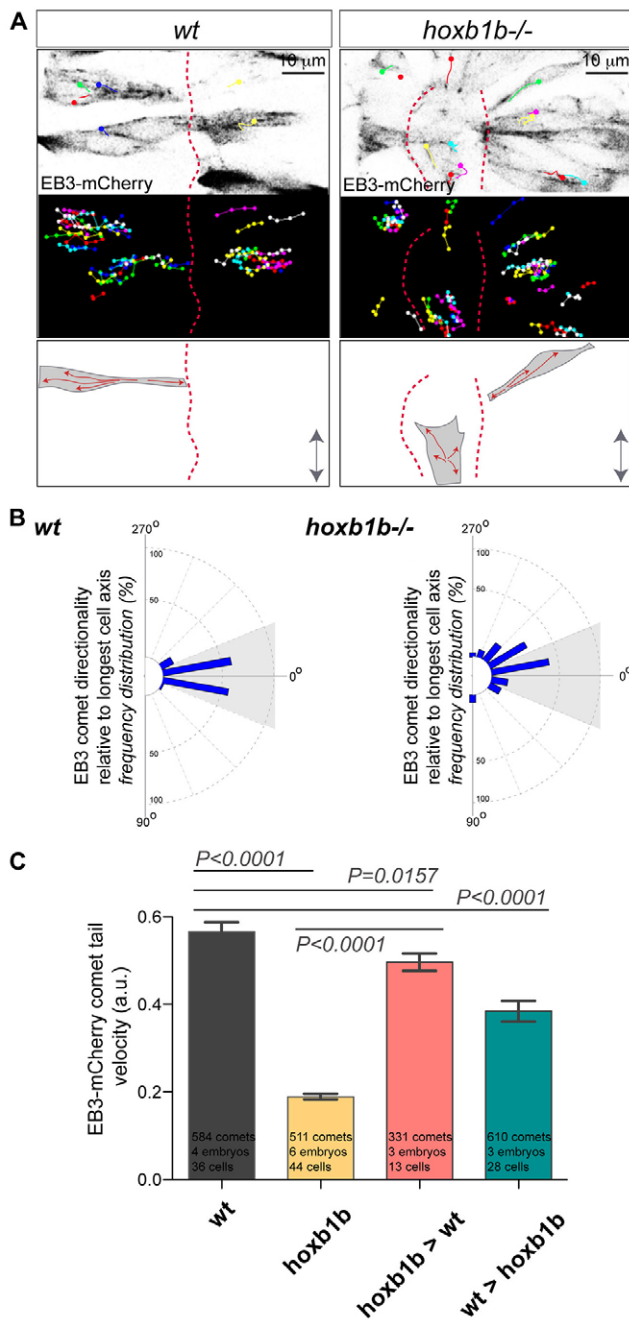 A
wt
hoxb1b-/-
10 μm
10 μm
EB3-mCherry
EB3-mCherry
B
wt
hoxb1b-/-
270°
270°
EB3 comet directionality
relative to longest cell axis
frequency distribution (%)
100
50
0°
50
100
90°
EB3 comet directionality
relative to longest cell axis
frequency distribution (%)
100
50
0°
50
100
90°
C
P<0.0001
P=0.0157
P<0.0001
P<0.0001
EB3-mCherry comet tail
velocity (a.u.)
0.6
0.4
0.2
0.0
584 comets
4 embryos
36 cells
511 comets
6 embryos
44 cells
331 comets
3 embryos
13 cells
610 comets
3 embryos
28 cells
wt
hoxb1b
hoxb1b > wt
wt > hoxb1b